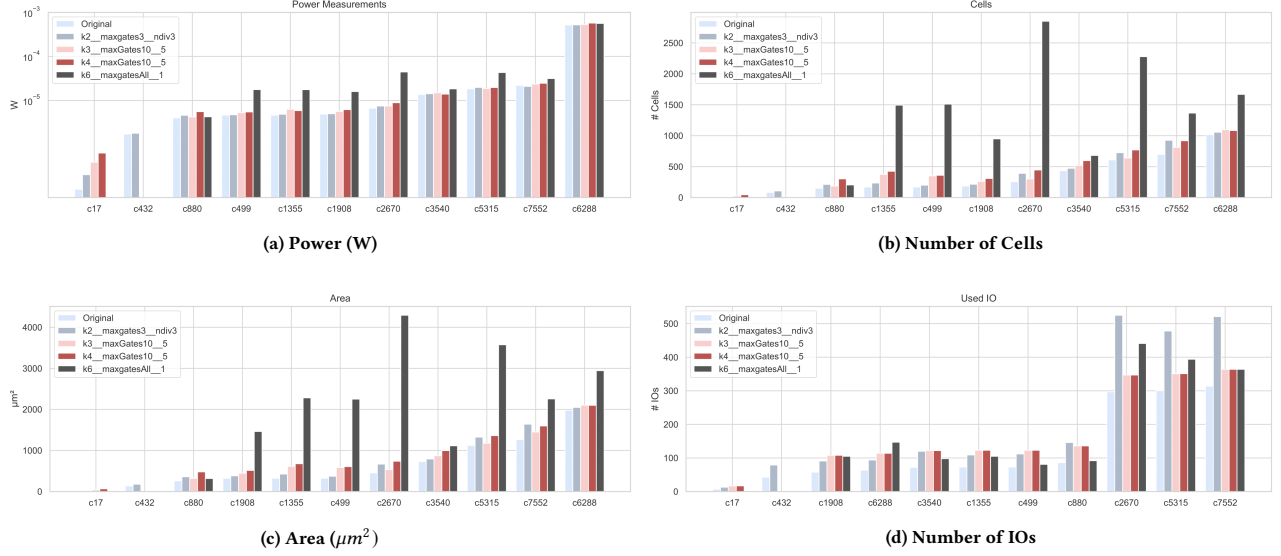 Power Measurements
10⁻³
10⁻⁴
10⁻⁵
W
Original
k2__maxgates3__ndiv3
k3__maxGates10__5
k4__maxGates10__5
k6__maxgatesAll__1
c17 c432 c880 c499 c1355 c1908 c2670 c3540 c5315 c7552 c6288
(a) Power (W)
Cells
2500
2000
1500
1000
500
0
# Cells
Original
k2__maxgates3__ndiv3
k3__maxGates10__5
k4__maxGates10__5
k6__maxgatesAll__1
c17 c432 c880 c1355 c499 c1908 c2670 c3540 c5315 c7552 c6288
(b) Number of Cells
Area
4000
3000
2000
1000
0
μm²
Original
k2__maxgates3__ndiv3
k3__maxGates10__5
k4__maxGates10__5
k6__maxgatesAll__1
c17 c432 c880 c1908 c1355 c499 c2670 c3540 c5315 c7552 c6288
(c) Area (μm²)
Used IO
500
400
300
200
100
0
# IOs
Original
k2__maxgates3__ndiv3
k3__maxGates10__5
k4__maxGates10__5
k6__maxgatesAll__1
c17 c432 c1908 c6288 c3540 c1355 c499 c880 c2670 c5315 c7552
(d) Number of IOs